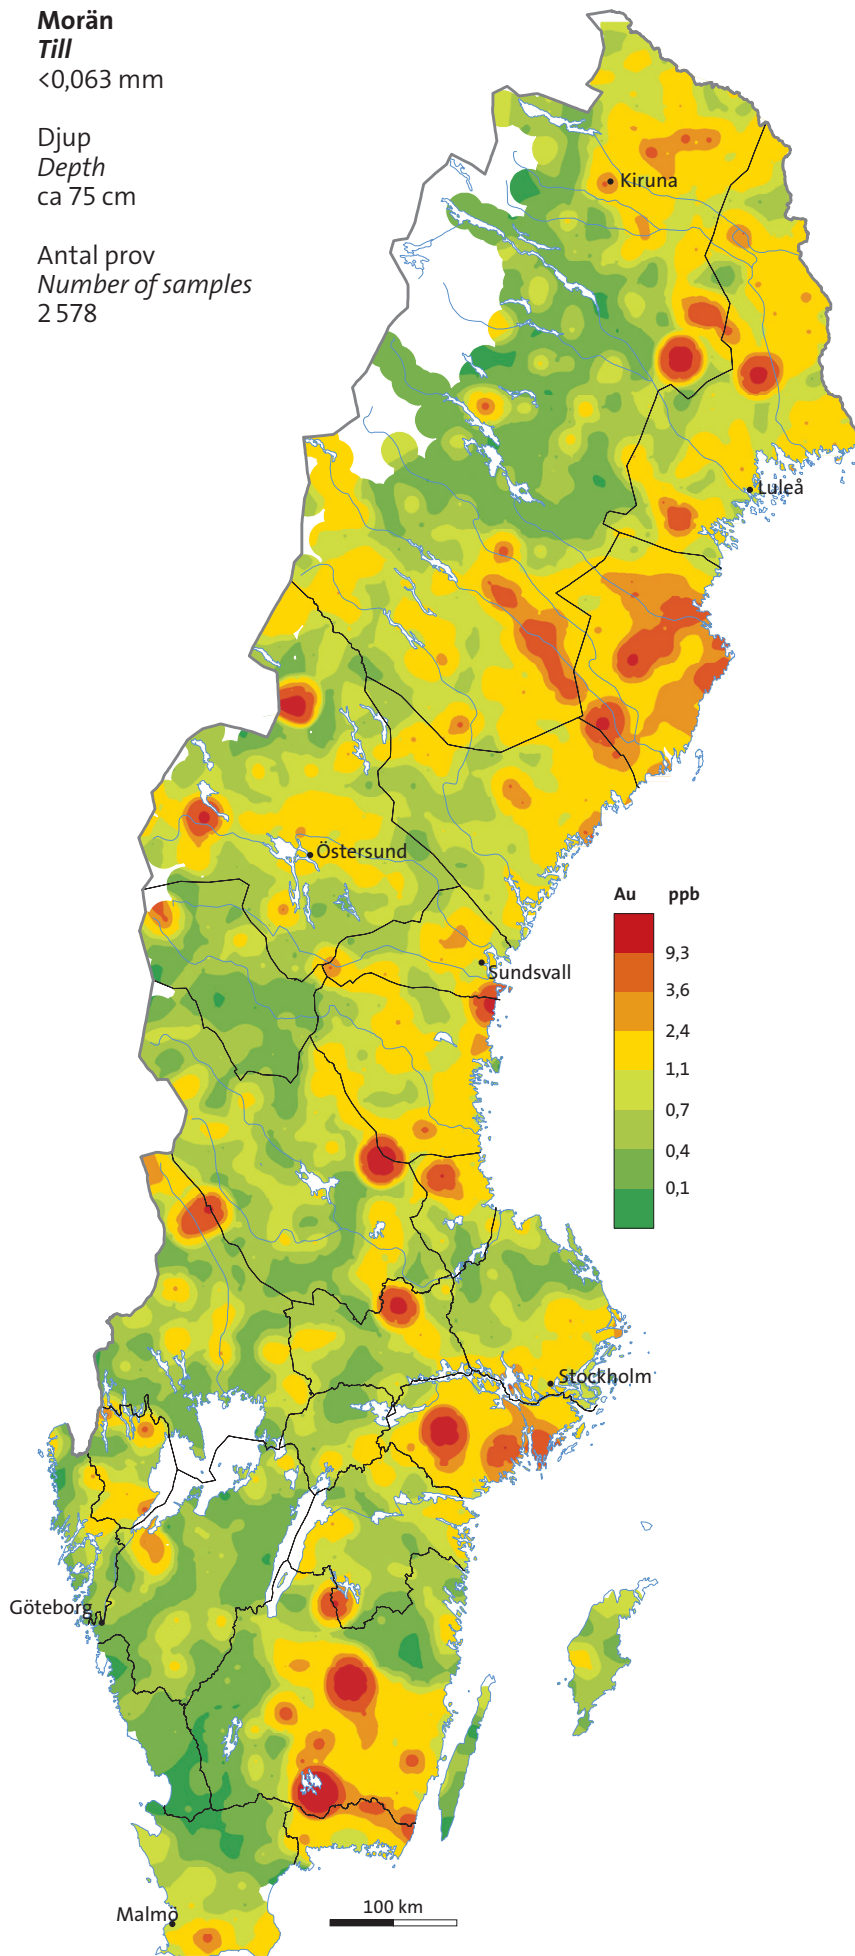 Morän
Till
<0,063 mm
Djup
Depth
ca 75 cm
Antal prov
Number of samples
2 578
Kiruna
Luleå
Östersund
Sundsvall
Au ppb
9,3
3,6
2,4
1,1
0,7
0,4
0,1
Stockholm
Göteborg
Malmö
100 km